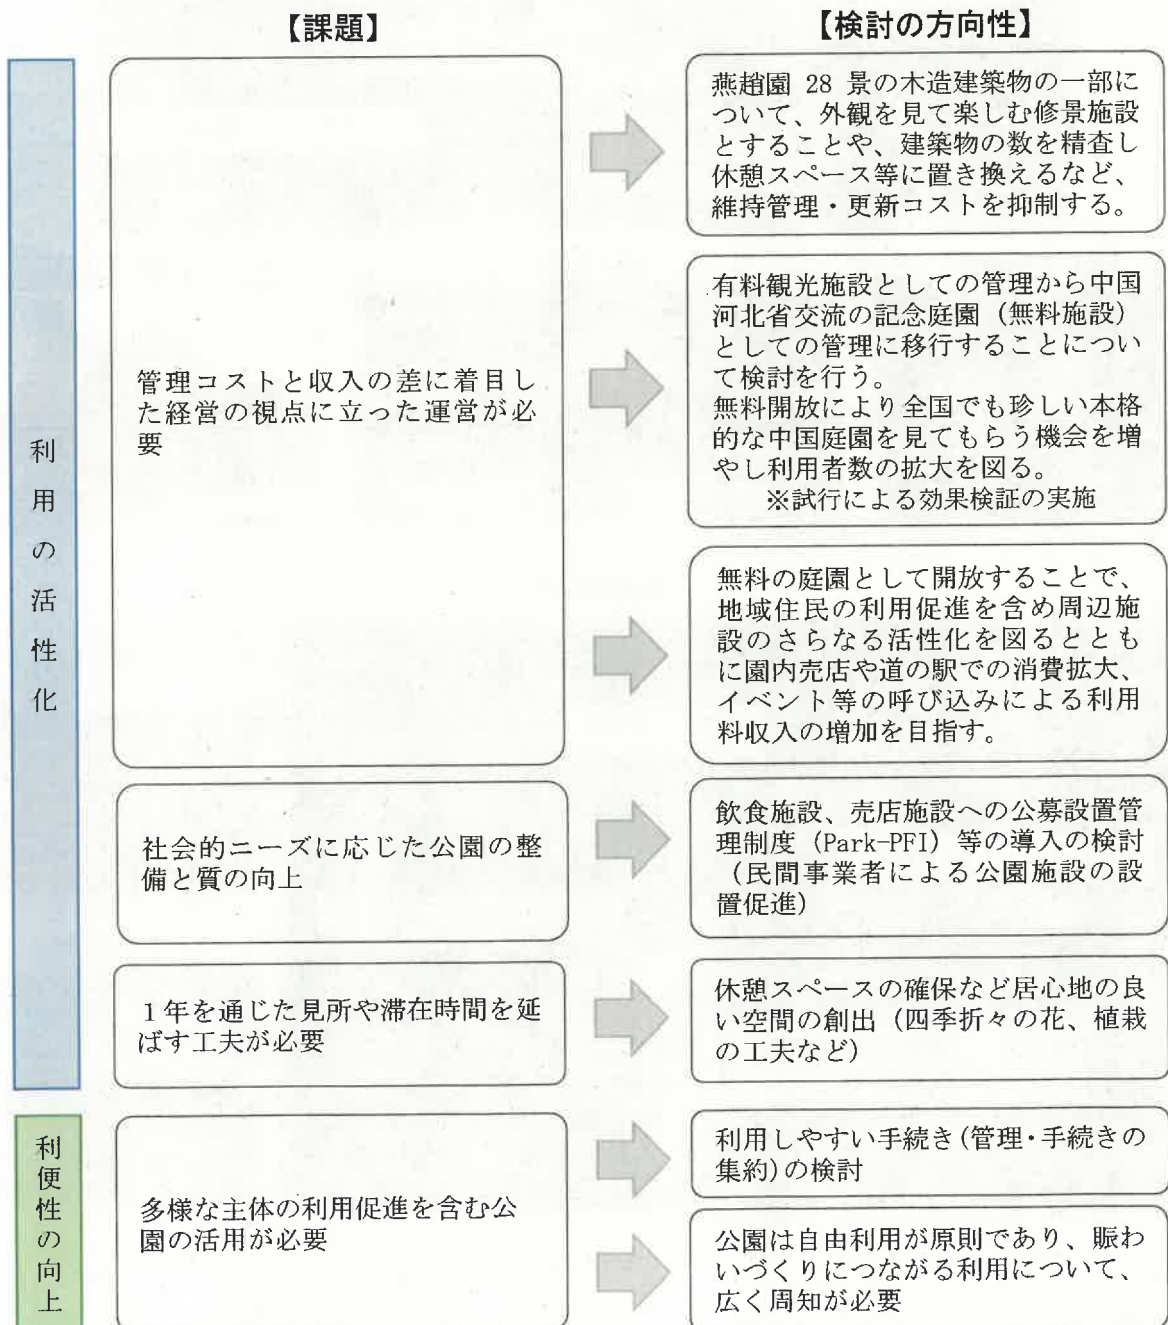 【課題】
【検討の方向性】
利用の活性化
管理コストと収入の差に着目し
た経営の視点に立った運営が必
要
燕趙園 28 景の木造建築物の一部に
ついて、外観を見て楽しむ修景施設
とすることや、建築物の数を精査し
休憩スペース等に置き換えるなど、
維持管理・更新コストを抑制する。
有料観光施設としての管理から中国
河北省交流の記念庭園（無料施設）
としての管理に移行することについ
て検討を行う。
無料開放により全国でも珍しい本格
的な中国庭園を見てもらう機会を増
やし利用者数の拡大を図る。
※試行による効果検証の実施
無料の庭園として開放することで、
地域住民の利用促進を含め周辺施
設のさらなる活性化を図るととも
に園内売店や道の駅での消費拡大、
イベント等の呼び込みによる利用
料収入の増加を目指す。
社会的ニーズに応じた公園の整
備と質の向上
飲食施設、売店施設への公募設置管
理制度（Park-PFI）等の導入の検討
（民間事業者による公園施設の設
置促進）
１年を通じた見所や滞在時間を延
ばす工夫が必要
休憩スペースの確保など居心地の良
い空間の創出（四季折々の花、植栽
の工夫など）
利便性の向上
多様な主体の利用促進を含む公
園の活用が必要
利用しやすい手続き(管理・手続きの
集約)の検討
公園は自由利用が原則であり、賑わ
いづくりにつながる利用について、
広く周知が必要